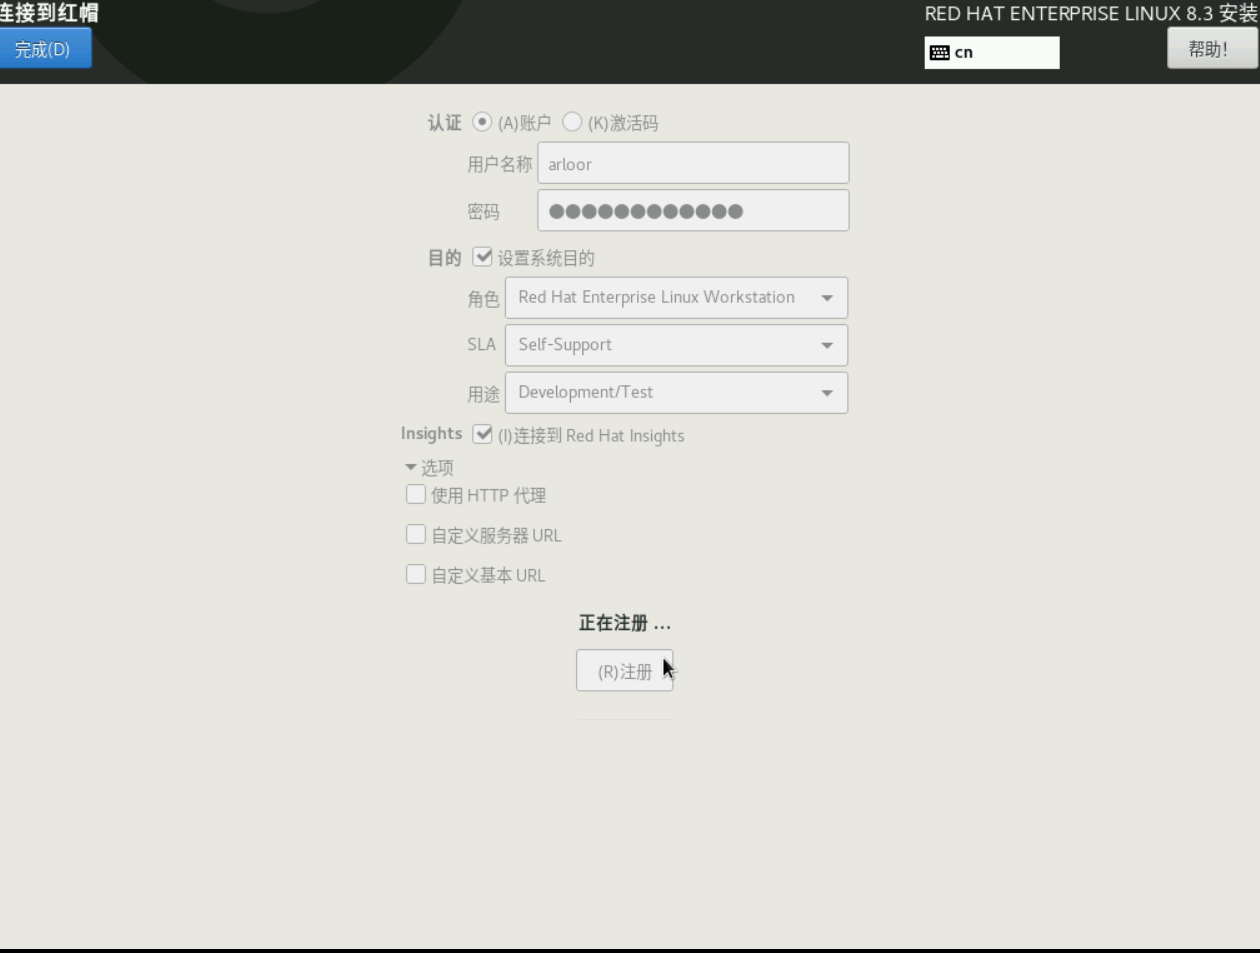 连接到红帽
RED HAT ENTERPRISE LINUX 8.3 安装
完成(D)
cn
帮助!
认证 (A)账户 (K)激活码
用户名称 arloor
密码 ●●●●●●●●●●●●
目的 设置系统目的
角色 Red Hat Enterprise Linux Workstation
SLA Self-Support
用途 Development/Test
Insights (I)连接到 Red Hat Insights
选项
使用 HTTP 代理
自定义服务器 URL
自定义基本 URL
正在注册 ...
(R)注册